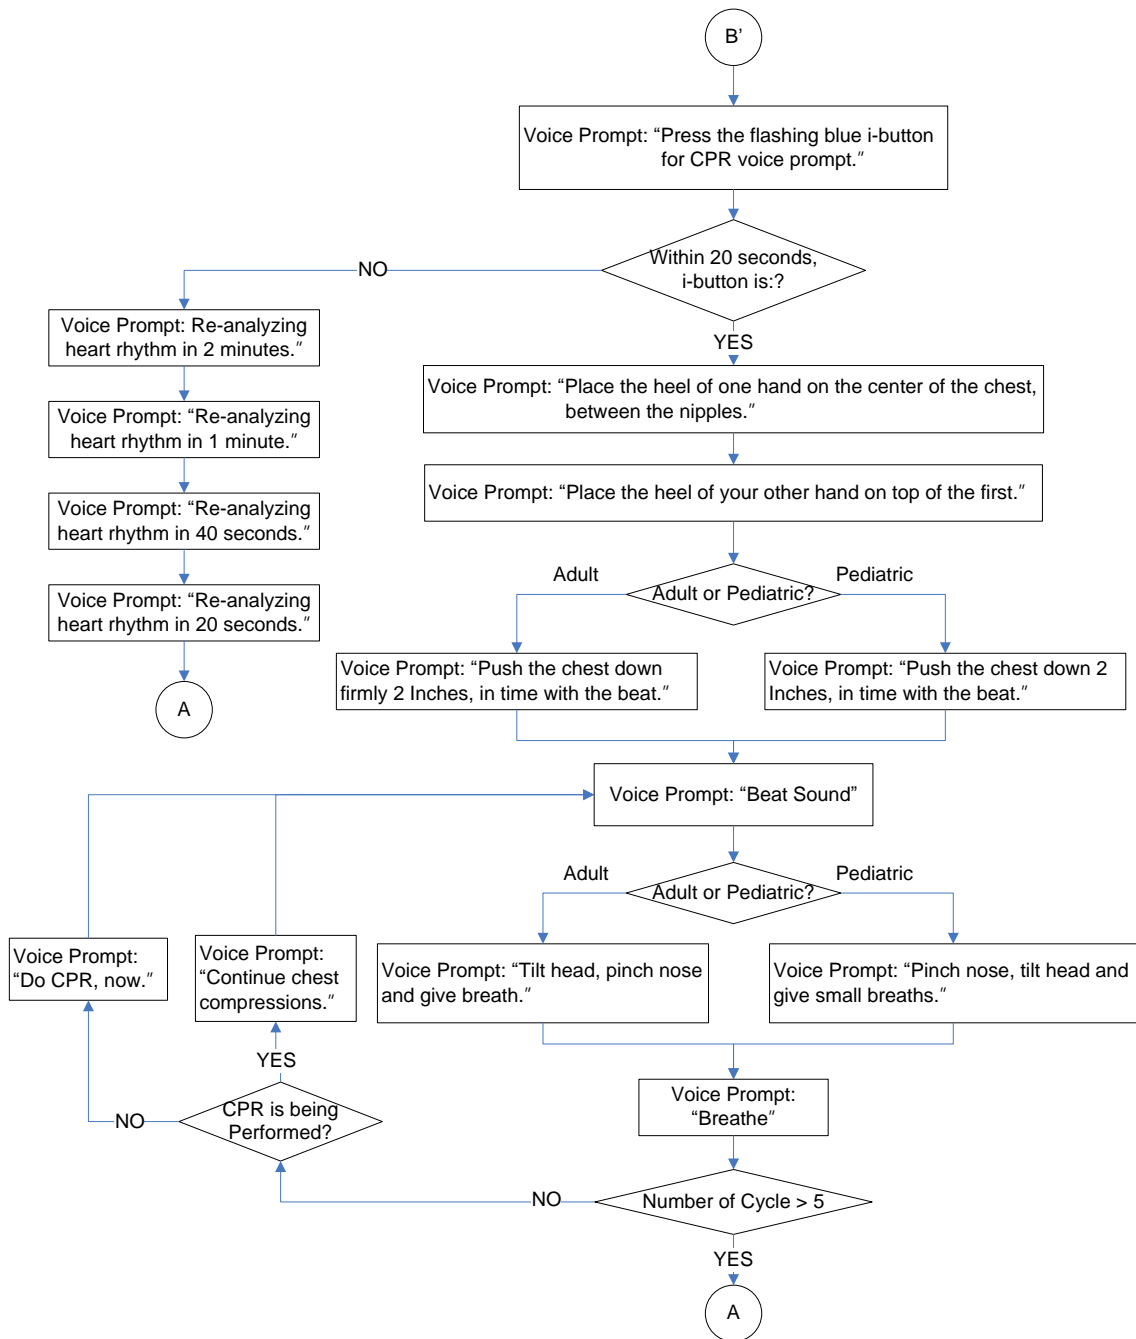 B'
Voice Prompt: “Press the flashing blue i-button
for CPR voice prompt.”
Within 20 seconds,
i-button is:?
NO
YES
Voice Prompt: Re-analyzing
heart rhythm in 2 minutes.”
Voice Prompt: “Re-analyzing
heart rhythm in 1 minute.”
Voice Prompt: “Re-analyzing
heart rhythm in 40 seconds.”
Voice Prompt: “Re-analyzing
heart rhythm in 20 seconds.”
A
Voice Prompt: “Place the heel of one hand on the center of the chest,
between the nipples.”
Voice Prompt: “Place the heel of your other hand on top of the first.”
Adult or Pediatric?
Adult
Pediatric
Voice Prompt: “Push the chest down
firmly 2 Inches, in time with the beat.”
Voice Prompt: “Push the chest down 2
Inches, in time with the beat.”
Voice Prompt: “Beat Sound”
Adult or Pediatric?
Adult
Pediatric
Voice Prompt: “Tilt head, pinch nose
and give breath.”
Voice Prompt: “Pinch nose, tilt head and
give small breaths.”
Voice Prompt:
“Breathe”
Number of Cycle > 5
NO
YES
CPR is being
Performed?
NO
YES
Voice Prompt:
“Do CPR, now.”
Voice Prompt:
“Continue chest
compressions.”
A